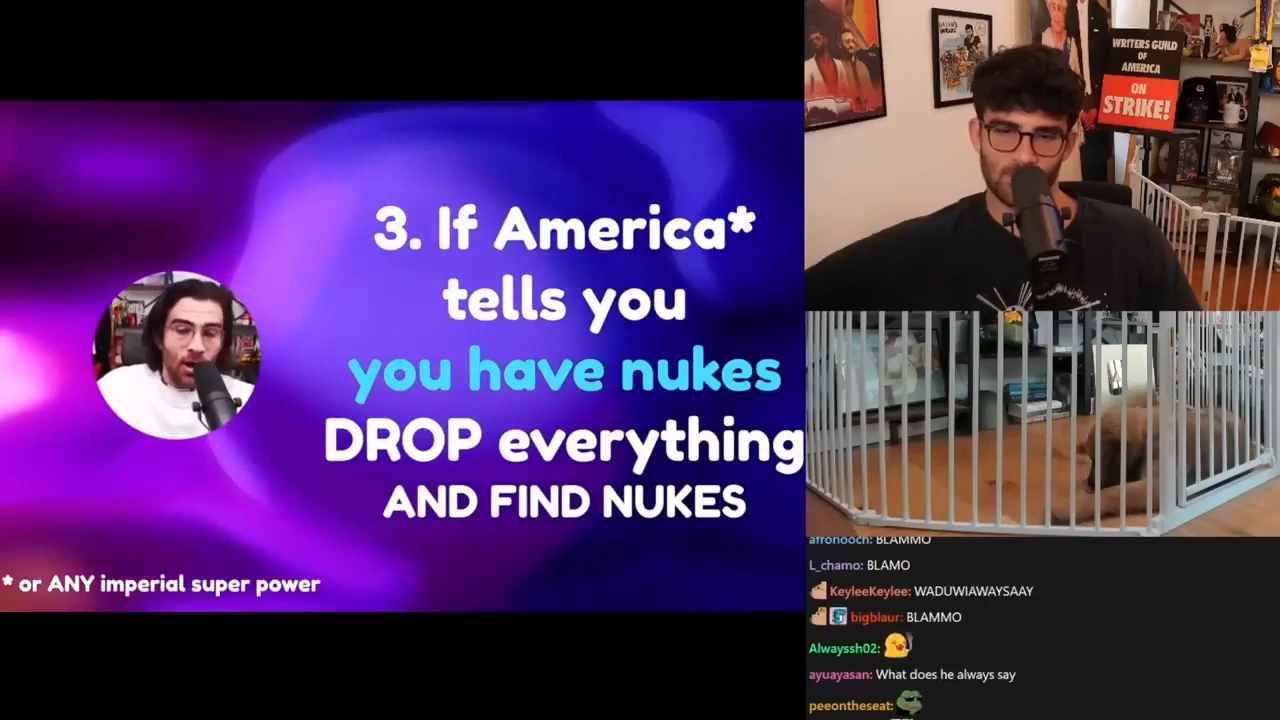 3. If America*
tells you
you have nukes
DROP everything
AND FIND NUKES
* or ANY imperial super power
WRITERS GUILD
OF
AMERICA
ON
STRIKE!
afronooch: BLAMMO
L_chamo: BLAMO
KeyleeKeylee: WADUWIAWAYSAAY
bigblaur: BLAMMO
Alwayssh02:
ayuayasan: What does he always say
peeontheseat: